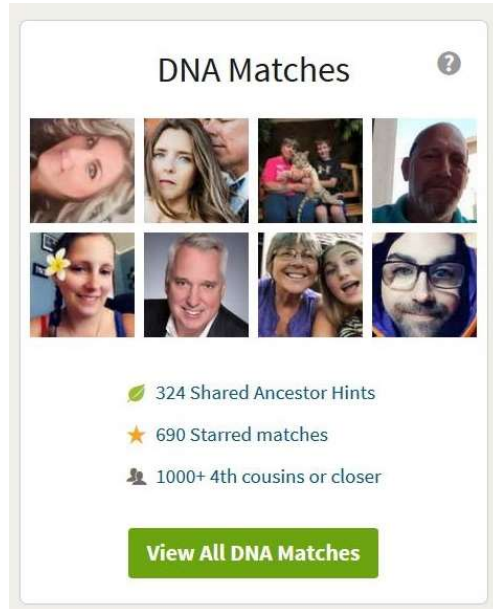 DNA Matches
?
324 Shared Ancestor Hints
690 Starred matches
1000+ 4th cousins or closer
View All DNA Matches